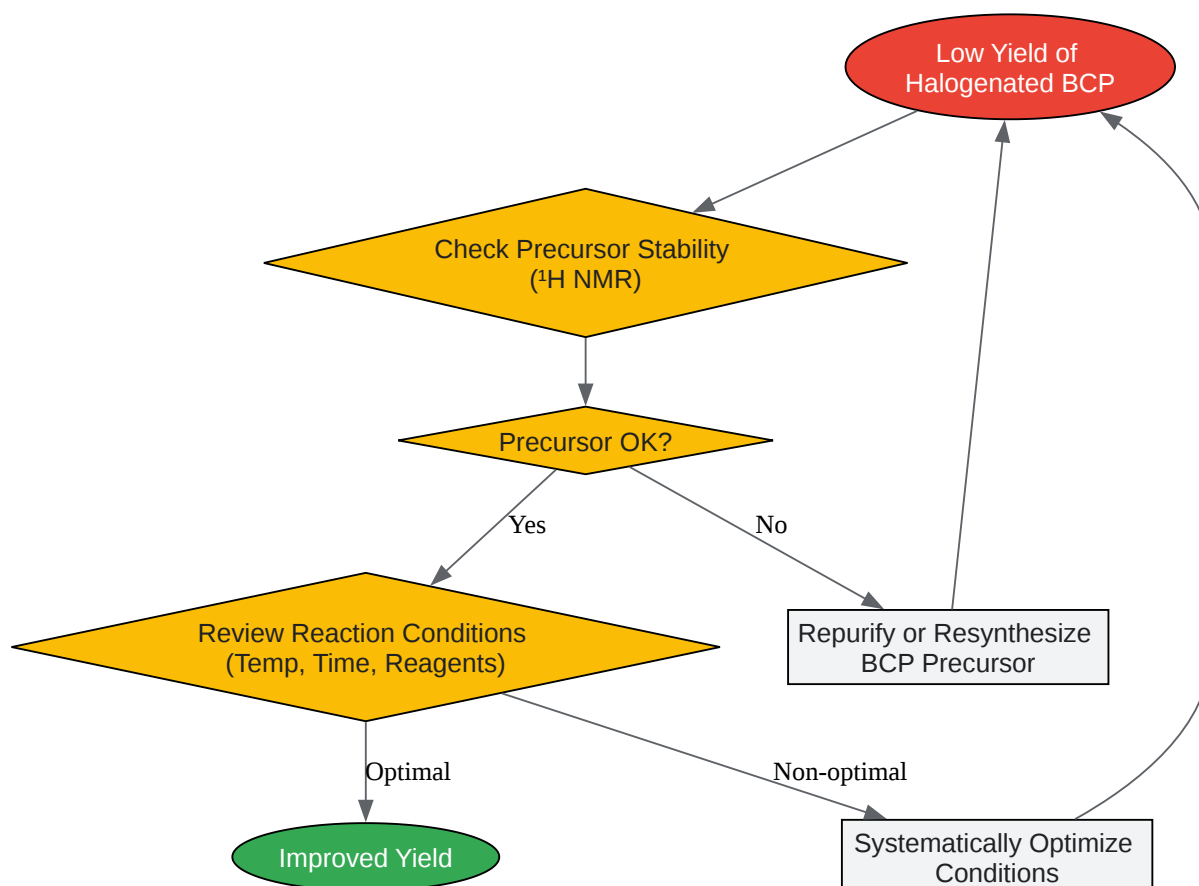 Low Yield of
Halogenated BCP
Check Precursor Stability
(¹H NMR)
Precursor OK?
Yes
No
Review Reaction Conditions
(Temp, Time, Reagents)
Repurify or Resynthesize
BCP Precursor
Optimal
Non-optimal
Improved Yield
Systematically Optimize
Conditions